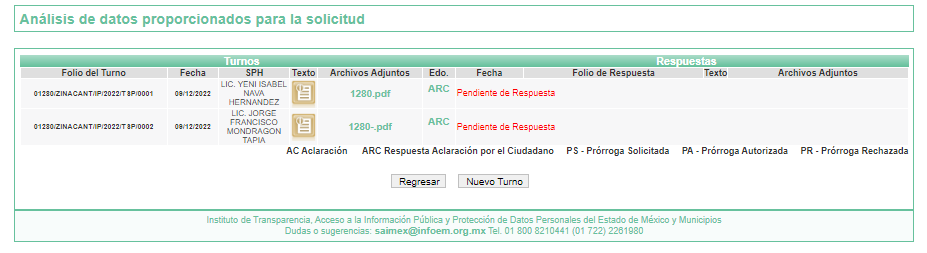 Análisis de datos proporcionados para la solicitud
Turnos Respuestas
Folio del Turno Fecha SPH Texto Archivos Adjuntos Edo. Fecha Folio de Respuesta Texto Archivos Adjuntos
01280/ZINACANT/IP/2022/TSP/0001 09/12/2022 LIC. YENI ISABEL NAVA HERNANDEZ 1280.pdf ARC Pendiente de Respuesta
01280/ZINACANT/IP/2022/TSP/0002 09/12/2022 LIC. JORGE FRANCISCO MONDRAGON TAPIA 1280-.pdf ARC Pendiente de Respuesta
AC Aclaración ARC Respuesta Aclaración por el Ciudadano PS - Prórroga Solicitada PA - Prórroga Autorizada PR - Prórroga Rechazada
Regresar Nuevo Turno
Instituto de Transparencia, Acceso a la Información Pública y Protección de Datos Personales del Estado de México y Municipios
Dudas o sugerencias: saimex@infoem.org.mx Tel. 01 800 8210441 (01 722) 2261980